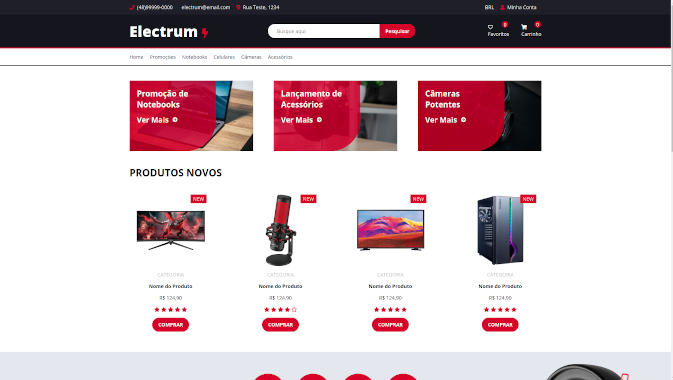 (48)99999-0000 electrum@email.com Rua Teste, 1234 BRL Minha Conta
Electrum
Busque aqui
Pesquisar
0
Favoritos
0
Carrinho
Home Promoções Notebooks Celulares Câmeras Acessórios
Promoção de
Notebooks
Ver Mais
Lançamento de
Acessórios
Ver Mais
Câmeras
Potentes
Ver Mais
PRODUTOS NOVOS
NEW
CATEGORIA
Nome do Produto
R$ 124,90
COMPRAR
NEW
CATEGORIA
Nome do Produto
R$ 124,90
COMPRAR
NEW
CATEGORIA
Nome do Produto
R$ 124,90
COMPRAR
NEW
CATEGORIA
Nome do Produto
R$ 124,90
COMPRAR